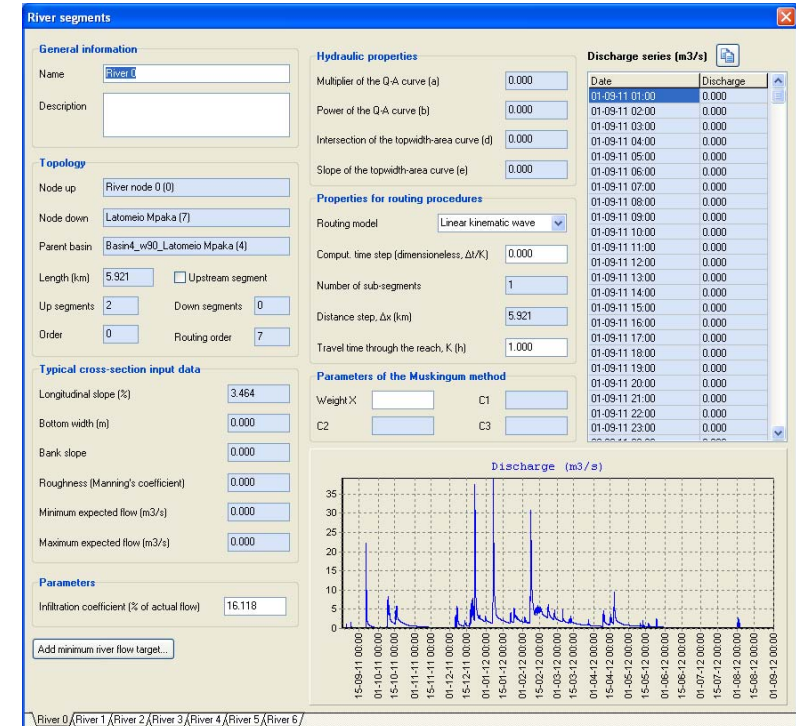 River segments
General information
Name River 0
Description
Topology
Node up River node 0 (0)
Node down Latomeio Mpaka (7)
Parent basin Basin4_w90_Latomeio Mpaka (4)
Length (km) 5.921 Upstream segment
Up segments 2 Down segments 0
Order 0 Routing order 7
Typical cross-section input data
Longitudinal slope (%) 3.464
Bottom width (m) 0.000
Bank slope 0.000
Roughness (Manning's coefficient) 0.000
Minimum expected flow (m3/s) 0.000
Maximum expected flow (m3/s) 0.000
Parameters
Infiltration coefficient (% of actual flow) 16.118
Add minimum river flow target...
Hydraulic properties
Multiplier of the Q-A curve (a) 0.000
Power of the Q-A curve (b) 0.000
Intersection of the topwidth-area curve (d) 0.000
Slope of the topwidth-area curve (e) 0.000
Properties for routing procedures
Routing model Linear kinematic wave
Comput. time step (dimensioneless, Δt/K) 0.000
Number of sub-segments 1
Distance step, Δx (km) 5.921
Travel time through the reach, K (h) 1.000
Parameters of the Muskingum method
Weight X C1
C2 C3
Discharge series (m3/s)
Date Discharge
01-09-11 01:00 0.000
01-09-11 02:00 0.000
01-09-11 03:00 0.000
01-09-11 04:00 0.000
01-09-11 05:00 0.000
01-09-11 06:00 0.000
01-09-11 07:00 0.000
01-09-11 08:00 0.000
01-09-11 09:00 0.000
01-09-11 10:00 0.000
01-09-11 11:00 0.000
01-09-11 12:00 0.000
01-09-11 13:00 0.000
01-09-11 14:00 0.000
01-09-11 15:00 0.000
01-09-11 16:00 0.000
01-09-11 17:00 0.000
01-09-11 18:00 0.000
01-09-11 19:00 0.000
01-09-11 20:00 0.000
01-09-11 21:00 0.000
01-09-11 22:00 0.000
01-09-11 23:00 0.000
Discharge (m3/s)
35
30
25
20
15
10
5
0
15-09-11 00:00
01-10-11 00:00
15-10-11 00:00
01-11-11 00:00
15-11-11 00:00
01-12-11 00:00
15-12-11 00:00
01-01-12 00:00
15-01-12 00:00
01-02-12 00:00
15-02-12 00:00
01-03-12 00:00
15-03-12 00:00
01-04-12 00:00
15-04-12 00:00
01-05-12 00:00
15-05-12 00:00
01-06-12 00:00
15-06-12 00:00
01-07-12 00:00
15-07-12 00:00
01-08-12 00:00
15-08-12 00:00
01-09-12 00:00
River 0 River 1 River 2 River 3 River 4 River 5 River 6